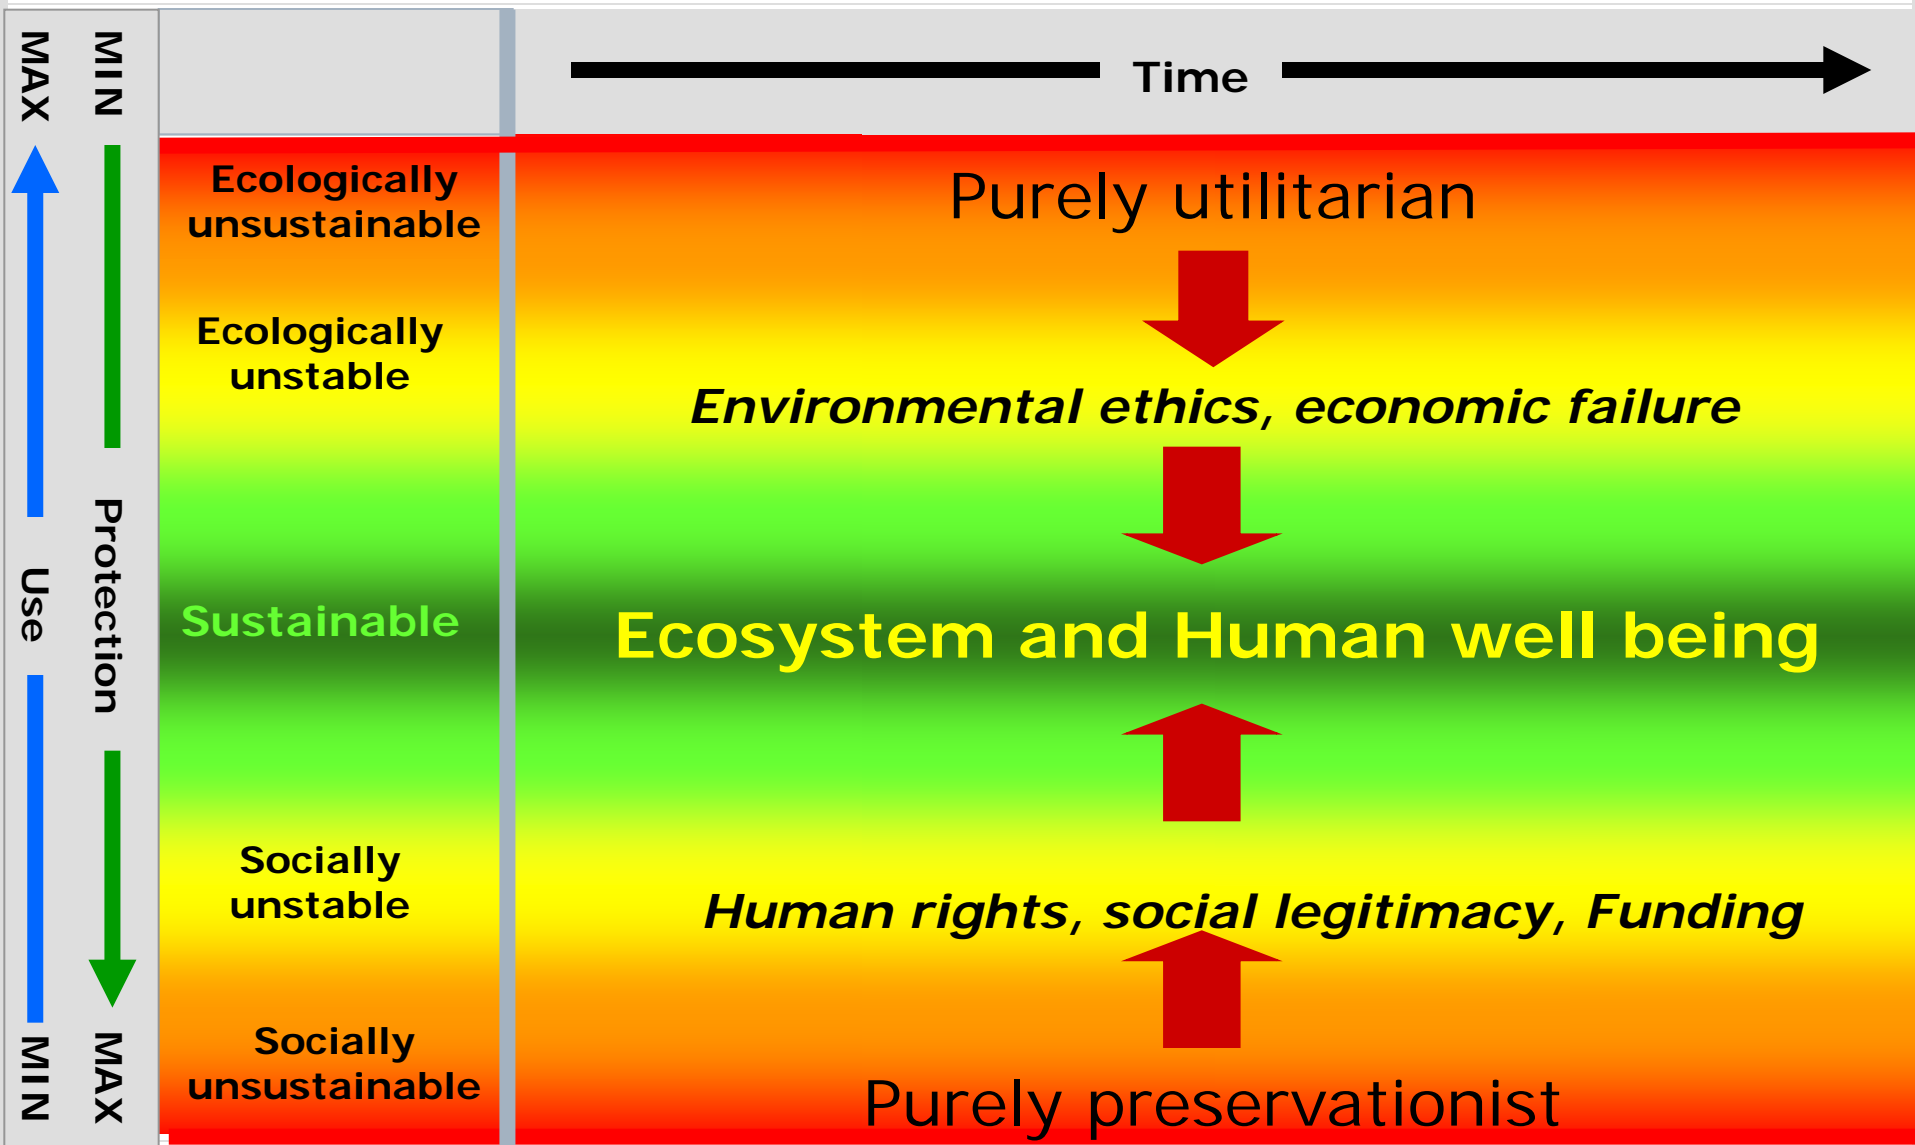 MAX
MIN
Time
Ecologically
unsustainable
Purely utilitarian
Ecologically
unstable
Environmental ethics, economic failure
Use
Protection
Sustainable
Ecosystem and Human well being
Socially
unstable
Human rights, social legitimacy, Funding
Socially
unsustainable
Purely preservationist
MIN
MAX